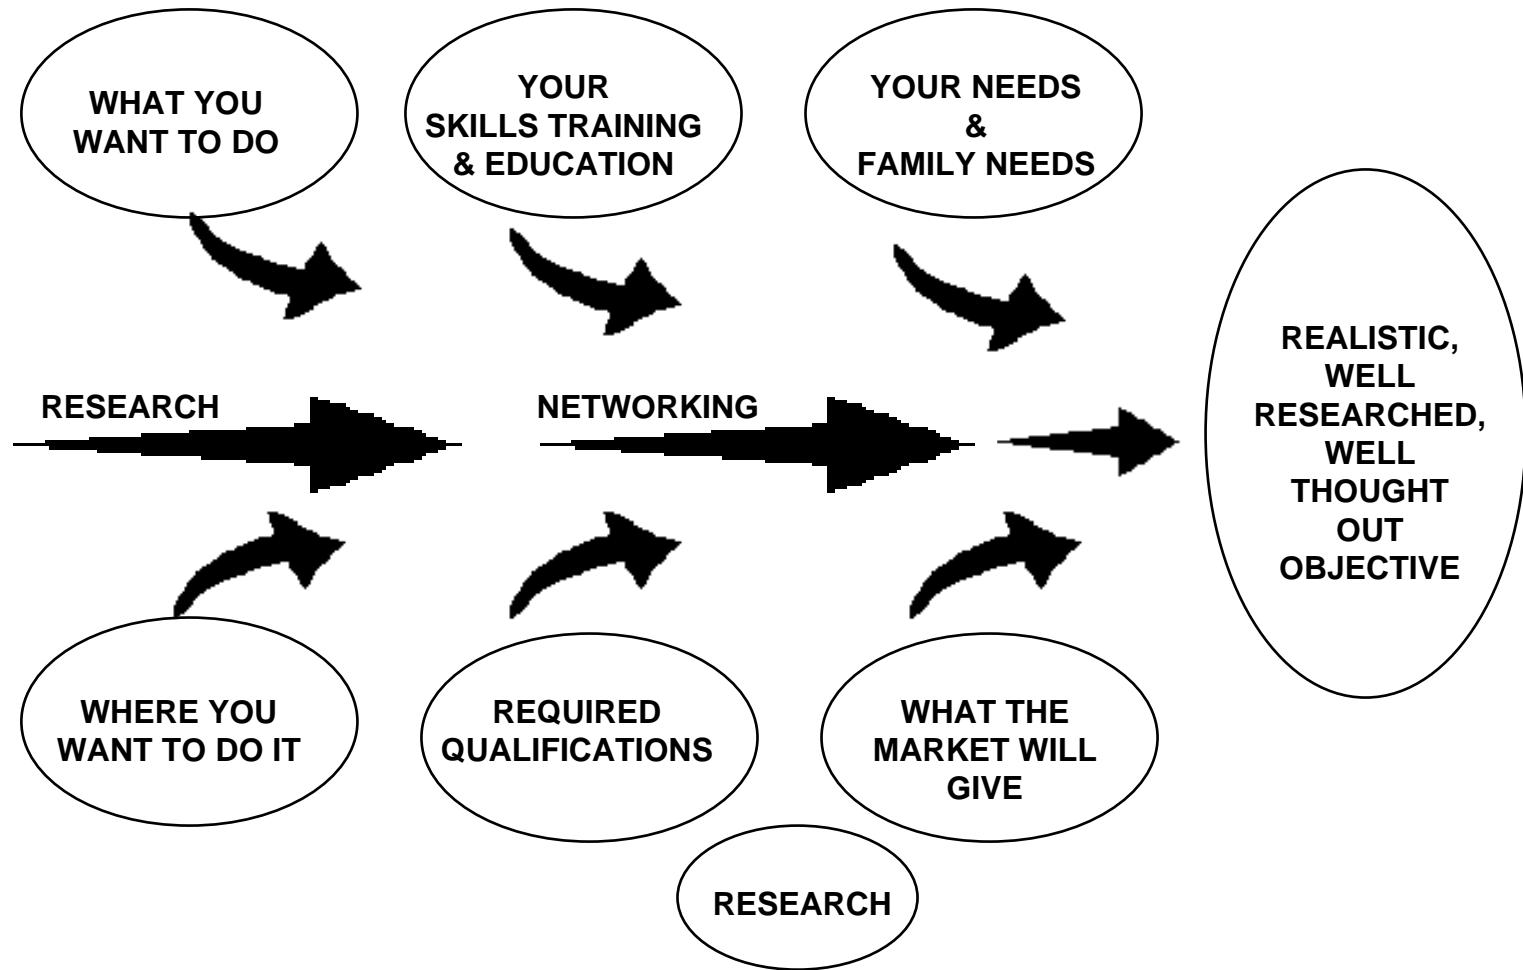 WHAT YOU
WANT TO DO
YOUR
SKILLS TRAINING
& EDUCATION
YOUR NEEDS
&
FAMILY NEEDS
RESEARCH
NETWORKING
REALISTIC,
WELL
RESEARCHED,
WELL
THOUGHT
OUT
OBJECTIVE
WHERE YOU
WANT TO DO IT
REQUIRED
QUALIFICATIONS
WHAT THE
MARKET WILL
GIVE
RESEARCH